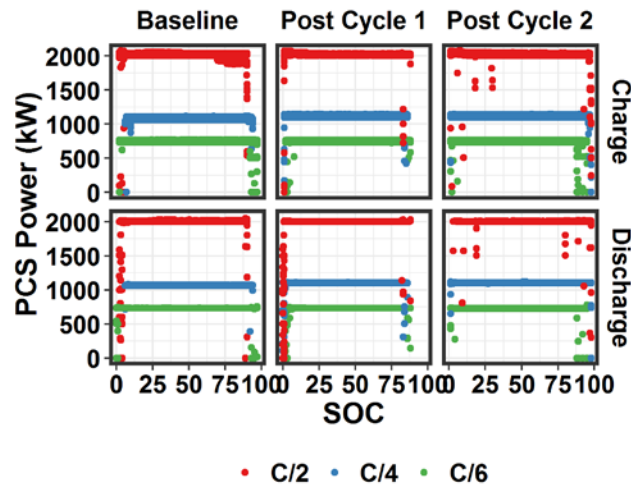 Baseline Post Cycle 1 Post Cycle 2
2000
1500
1000
500
0
Charge
PCS Power (kW)
2000
1500
1000
500
0
Discharge
0 25 50 75 100 0 25 50 75 100 0 25 50 75 100
SOC
C/2 C/4 C/6